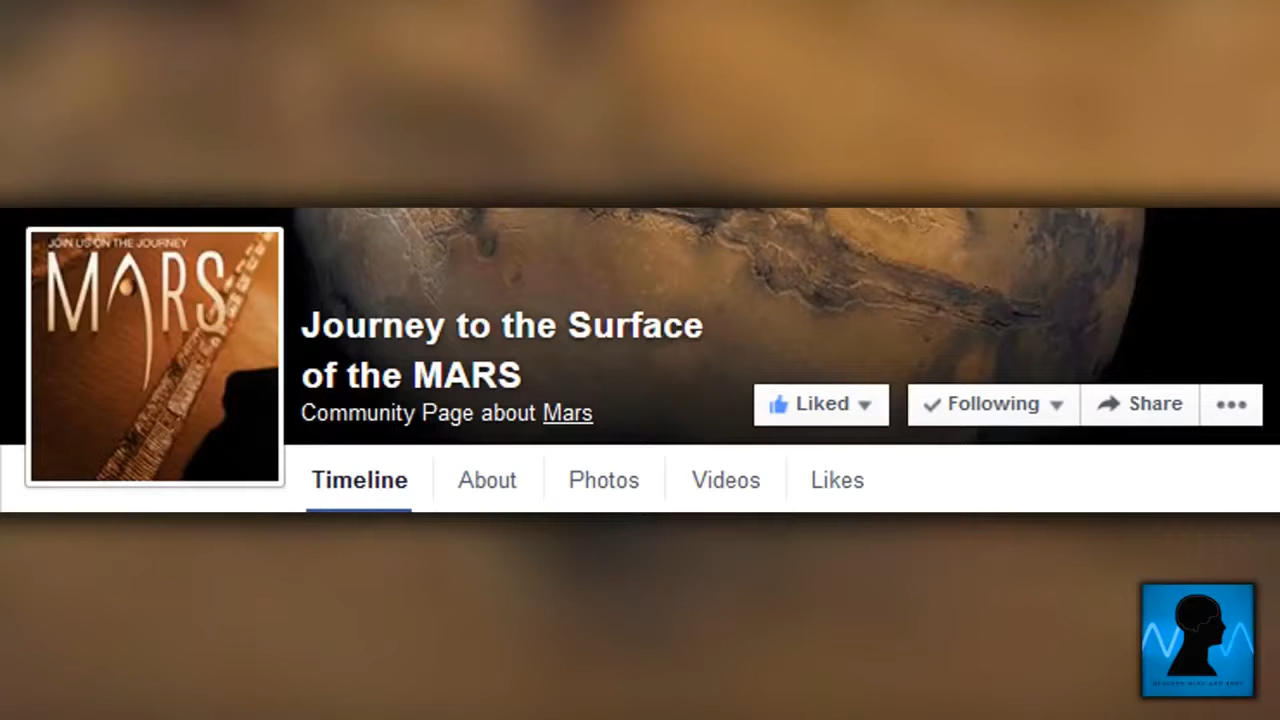 JOIN US ON THE JOURNEY
MARS
Journey to the Surface
of the MARS
Community Page about Mars
Liked
Following
Share
Timeline
About
Photos
Videos
Likes